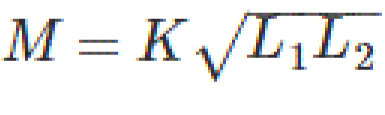 M = K√L₁L₂